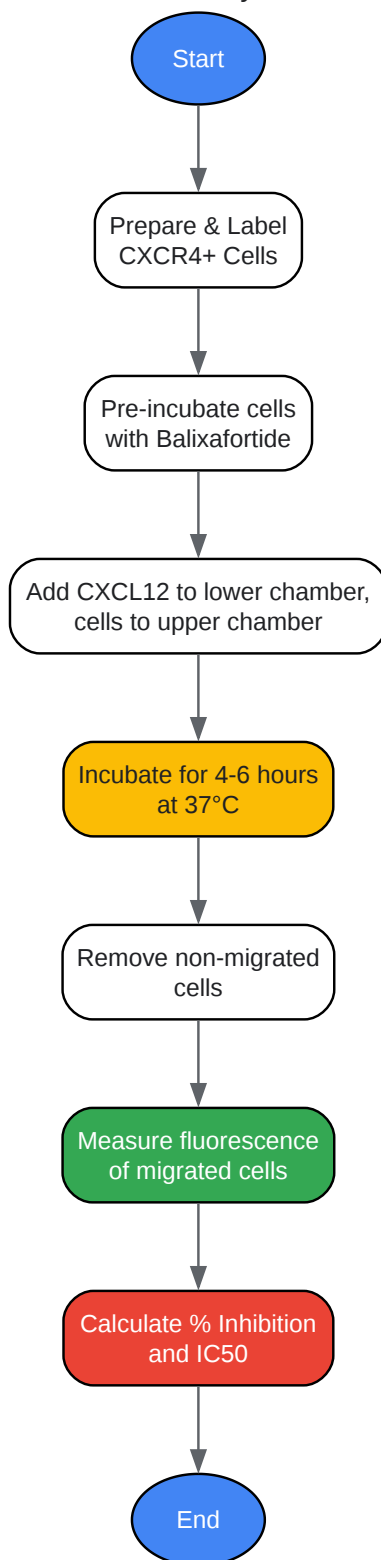 Start
Prepare & Label
CXCR4+ Cells
Pre-incubate cells
with Balixafortide
Add CXCL12 to lower chamber,
cells to upper chamber
Incubate for 4-6 hours
at 37°C
Remove non-migrated
cells
Measure fluorescence
of migrated cells
Calculate % Inhibition
and IC50
End